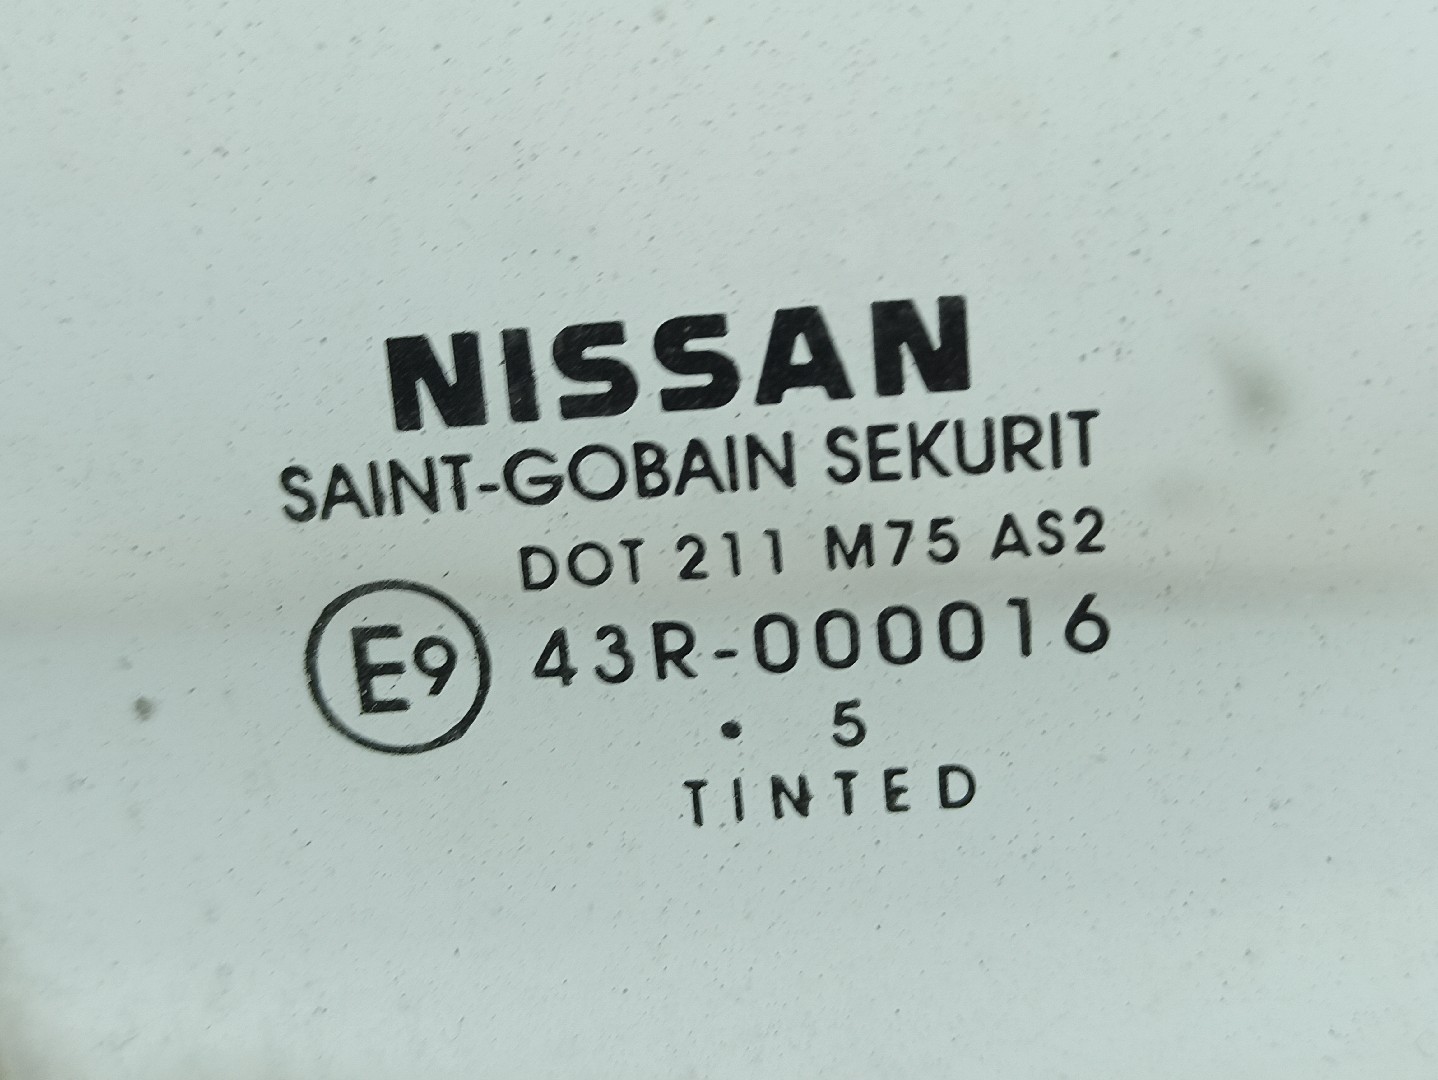 NISSAN
SAINT-GOBAIN SEKURIT
DOT 211 M75 AS2
E9 43R-000016
. 5
TINTED